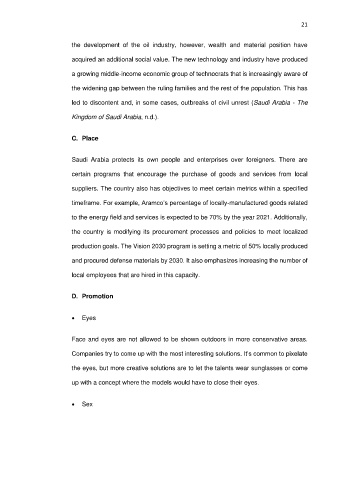 21
the development of the oil industry, however, wealth and material position have
acquired an additional social value. The new technology and industry have produced
a growing middle-income economic group of technocrats that is increasingly aware of
the widening gap between the ruling families and the rest of the population. This has
led to discontent and, in some cases, outbreaks of civil unrest (Saudi Arabia - The
Kingdom of Saudi Arabia, n.d.).
C. Place
Saudi Arabia protects its own people and enterprises over foreigners. There are
certain programs that encourage the purchase of goods and services from local
suppliers. The country also has objectives to meet certain metrics within a specified
timeframe. For example, Aramco's percentage of locally-manufactured goods related
to the energy field and services is expected to be 70% by the year 2021. Additionally,
the country is modifying its procurement processes and policies to meet localized
production goals. The Vision 2030 program is setting a metric of 50% locally produced
and procured defense materials by 2030. It also emphasizes increasing the number of
local employees that are hired in this capacity.
D. Promotion
• Eyes
Face and eyes are not allowed to be shown outdoors in more conservative areas.
Companies try to come up with the most interesting solutions. It's common to pixelate
the eyes, but more creative solutions are to let the talents wear sunglasses or come
up with a concept where the models would have to close their eyes.
• Sex